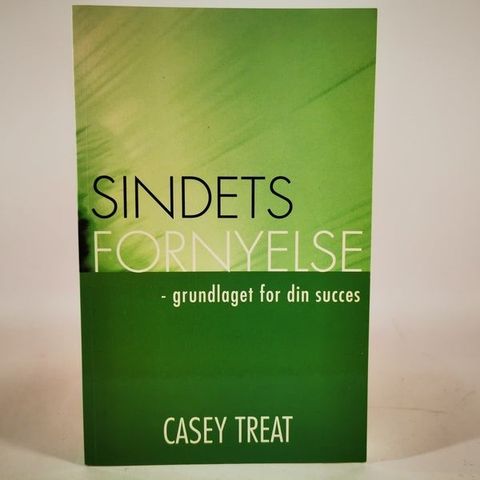 SINDETS
FORNYELSE
- grundlaget for din succes
CASEY TREAT